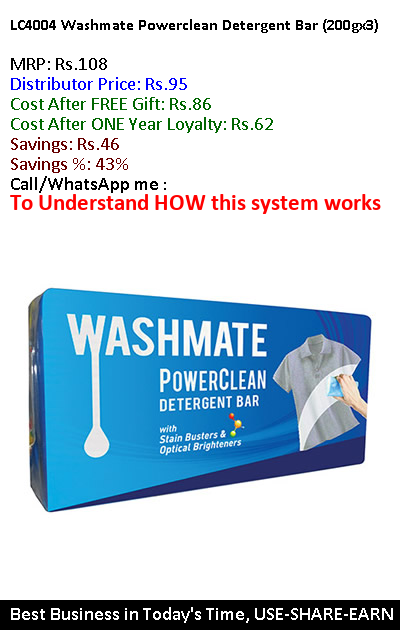 LC4004 Washmate Powerclean Detergent Bar (200gx3)
MRP: Rs.108
Distributor Price: Rs.95
Cost After FREE Gift: Rs.86
Cost After ONE Year Loyalty: Rs.62
Savings: Rs.46
Savings %: 43%
Call/WhatsApp me :
To Understand HOW this system works
WASHMATE
POWERCLEAN
DETERGENT BAR
with
Stain Busters &
Optical Brighteners
Best Business in Today's Time, USE-SHARE-EARN